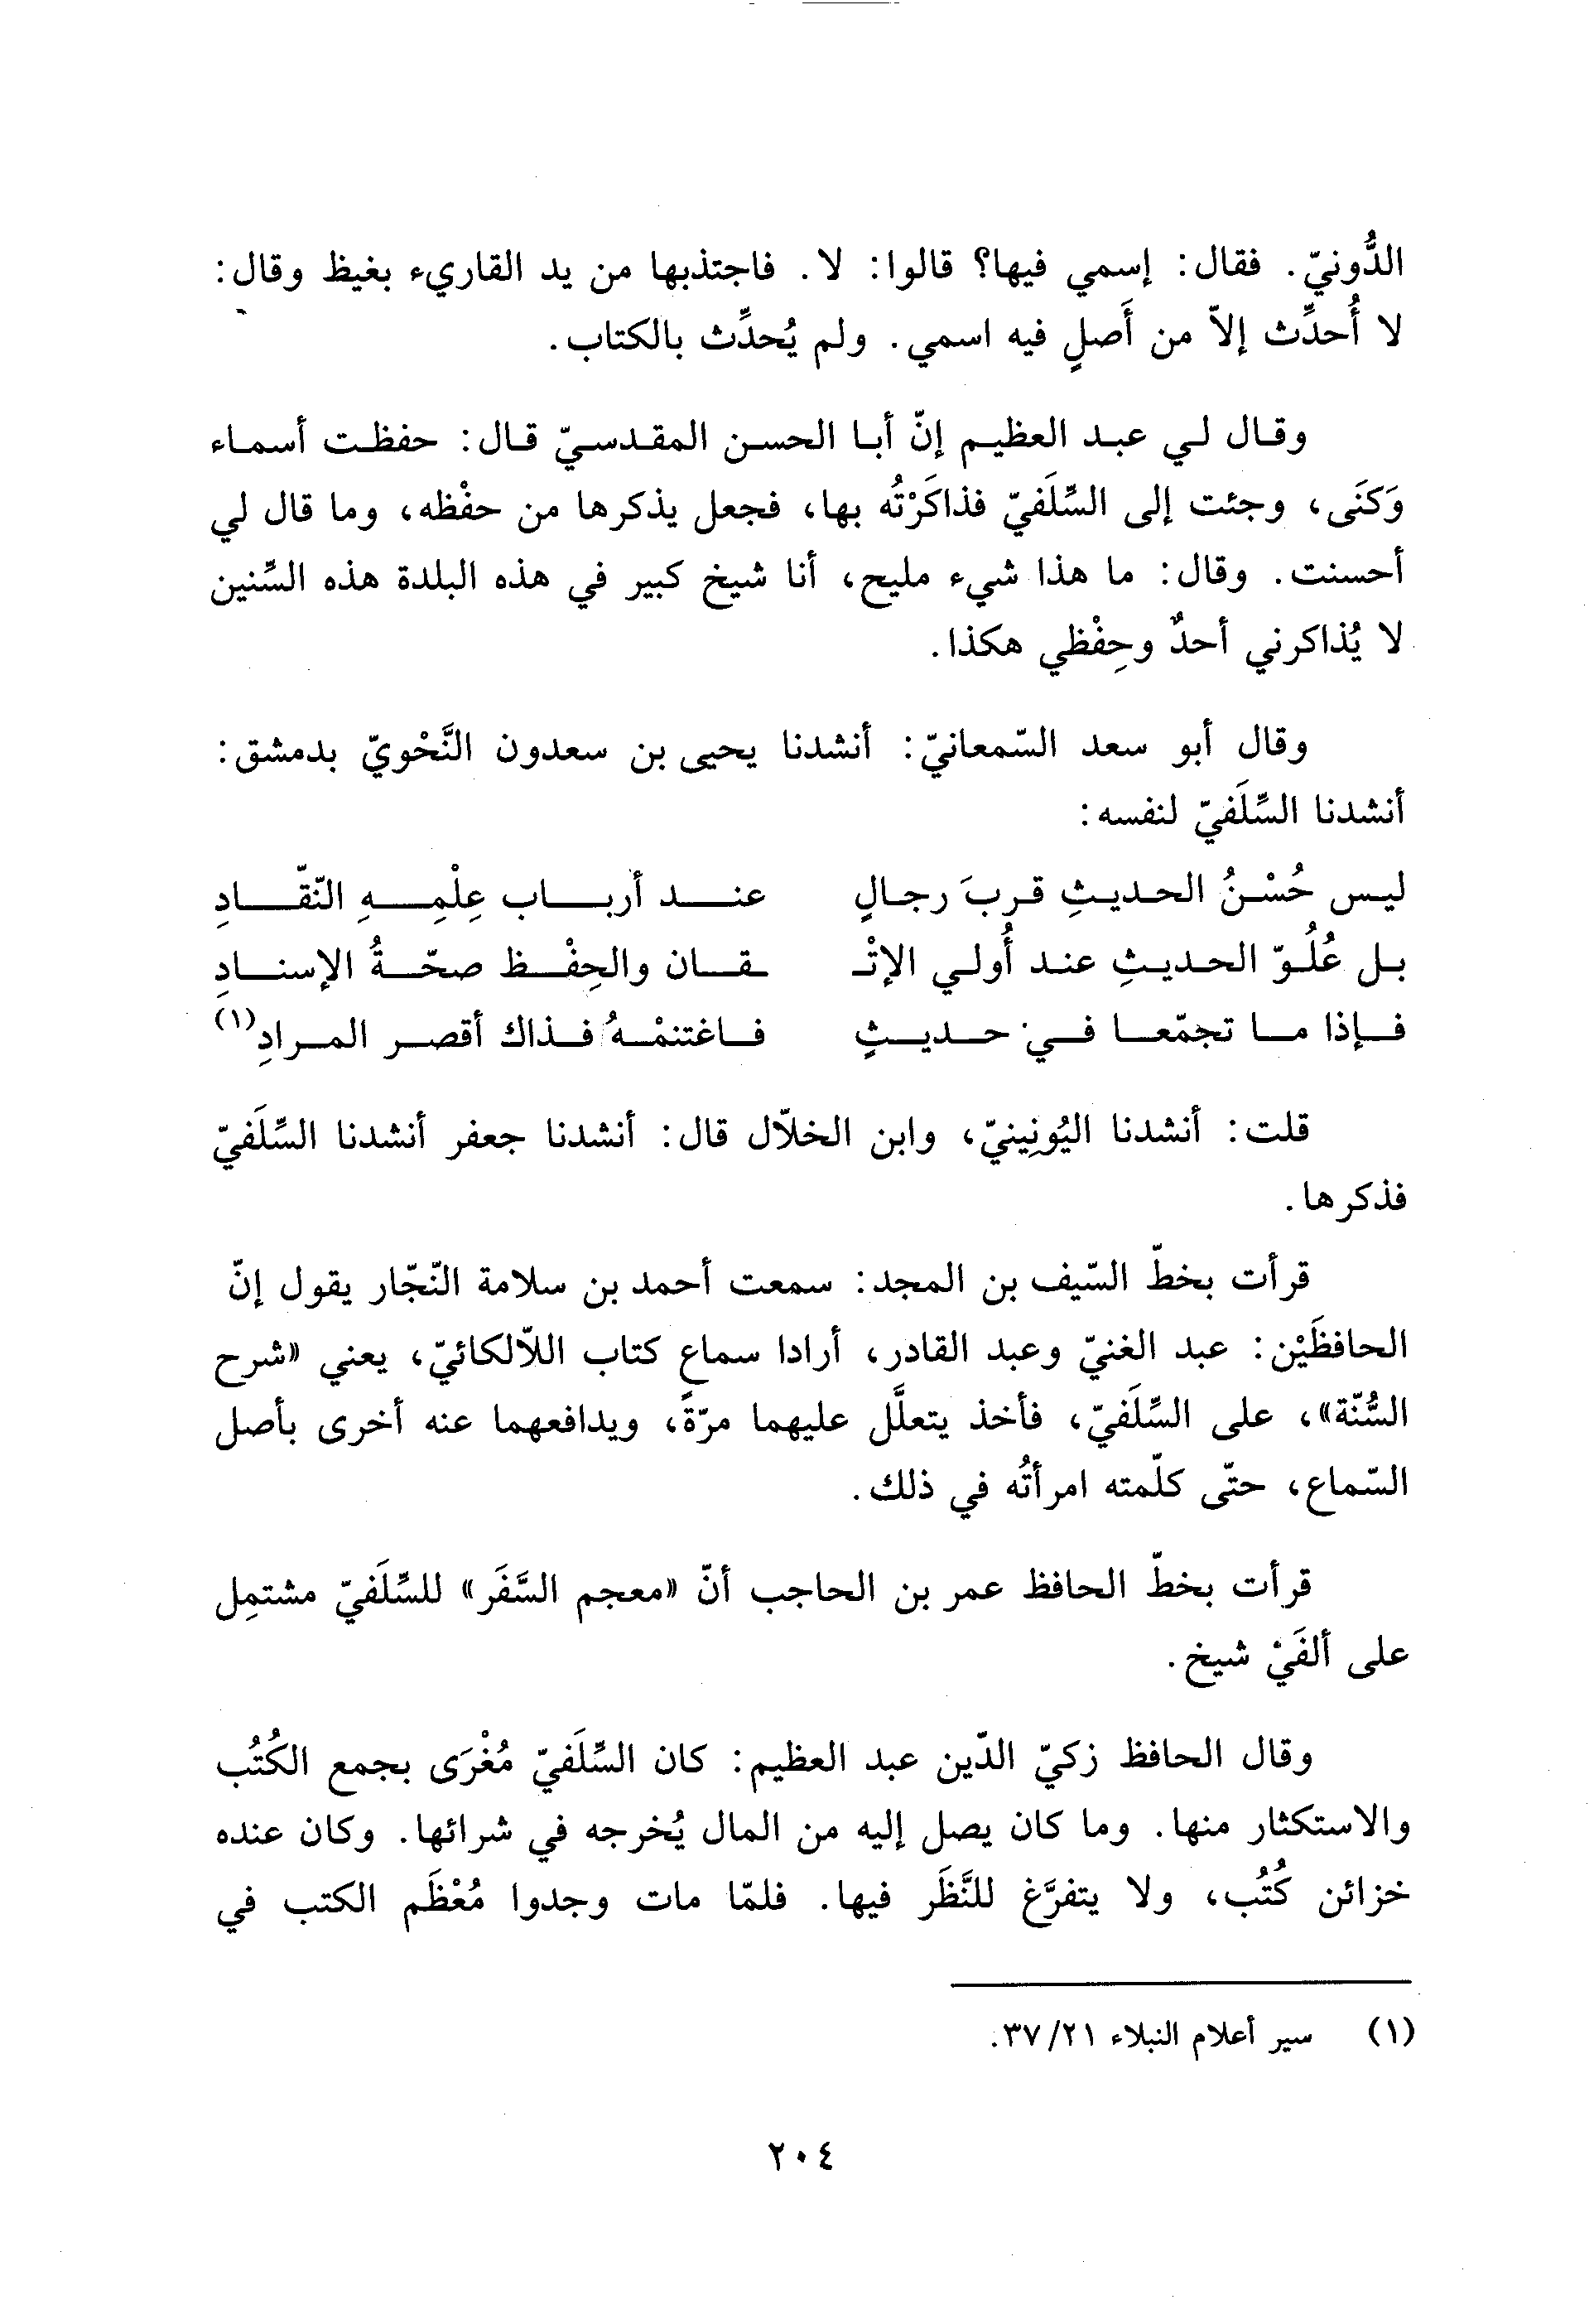 الدُّونيّ. فقال: إسمي فيها؟ قالوا: لا. فاجتذبها من يد القاريء بغيظ وقال:
لا أُحدِّث إلاّ من أَصلٍ فيه اسمي. ولم يُحدِّث بالكتاب.
وقال لي عبد العظيم إنّ أبا الحسن المقدسيّ قال: حفظت أسماء
وَكنَى، وجئت إلى السِّلَفيّ فذاكَرْتُه بها، فجعل يذكرها من حفْظه، وما قال لي
أحسنت. وقال: ما هذا شيء مليح، أنا شيخ كبير في هذه البلدة هذه السِّنين
لا يُذاكرني أحدٌ وحِفْظي هكذا.
وقال أبو سعد السّمعانيّ: أنشدنا يحيى بن سعدون النَّحْويّ بدمشق:
أنشدنا السِّلَفيّ لنفسه:
ليس حُسْنُ الحديثِ قربَ رجالٍ عند أرباب عِلْمِهِ النّقّادِ
بل عُلُوّ الحديثِ عند أُولي الإتْـ ـقان والحِفْظ صحّةُ الإسنادِ
فإذا ما تجمّعا في حديثٍ فاغتنمْهُ فذاك أقصر المرادِ(١)
قلت: أنشدنا اليُونِينيّ، وابن الخلاّل قال: أنشدنا جعفر أنشدنا السِّلَفيّ
فذكرها.
قرأت بخطّ السّيف بن المجد: سمعت أحمد بن سلامة النّجّار يقول إنّ
الحافظَيْن: عبد الغنيّ وعبد القادر، أرادا سماع كتاب اللاّلكائيّ، يعني «شرح
السُّنّة»، على السِّلَفيّ، فأخذ يتعلَّل عليهما مرّةً، ويدافعهما عنه أخرى بأصل
السّماع، حتّى كلّمته امرأتُه في ذلك.
قرأت بخطّ الحافظ عمر بن الحاجب أنّ «معجم السَّفَر» للسِّلَفيّ مشتمِل
على ألفَيْ شيخ.
وقال الحافظ زكيّ الدّين عبد العظيم: كان السِّلَفيّ مُغْرَى بجمع الكُتُب
والاستكثار منها. وما كان يصل إليه من المال يُخرجه في شرائها. وكان عنده
خزائن كُتُب، ولا يتفرَّغ للنَّظَر فيها. فلمّا مات وجدوا مُعْظَم الكتب في
(١) سير أعلام النبلاء ٢١/٣٧.
٢٠٤